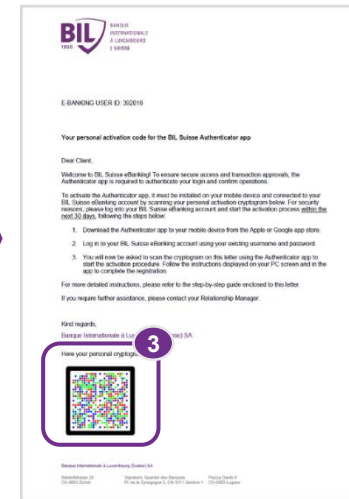 BIL
1856
BANQUE
INTERNATIONALE
À LUXEMBOURG
| SUISSE
E-BANKING USER ID: 302016
Your personal activation code for the BIL Suisse Authenticator app
Dear Client,
Welcome to BIL Suisse eBanking! To ensure secure access and transaction approvals, the
Authenticator app is required to authenticate your login and confirm operations.
To activate the Authenticator app, it must be installed on your mobile device and connected to your
BIL Suisse eBanking account by scanning your personal activation cryptogram below. For security
reasons, please log into your BIL Suisse eBanking account and start the activation process within the
next 30 days, following the steps below:
1. Download the Authenticator app to your mobile device from the Apple or Google app store.
2. Log in to your BIL Suisse eBanking account using your existing username and password.
3. You will now be asked to scan the cryptogram on this letter using the Authenticator app to
start the activation procedure. Follow the instructions displayed on your PC screen and in the
app to complete the registration.
For more detailed instructions, please refer to the step-by-step guide enclosed to this letter.
If you require further assistance, please contact your Relationship Manager.
Kind regards,
Banque Internationale à SA
3
Here your personal
Banque Internationale à Luxembourg (Suisse) SA